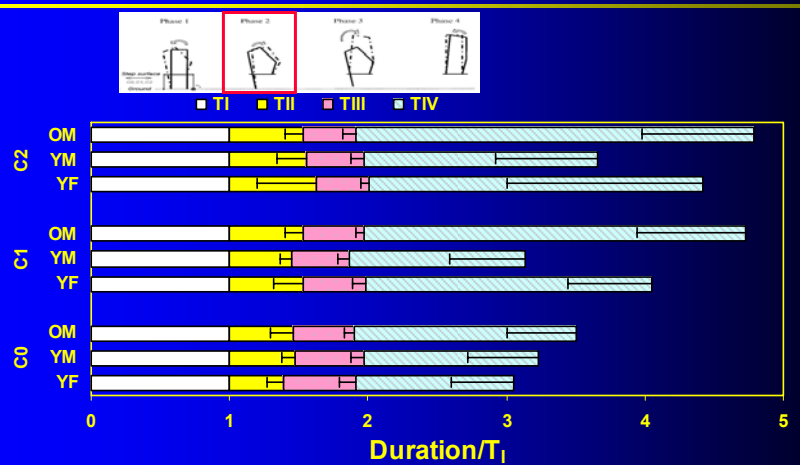 Phase 1 Phase 2 Phase 3 Phase 4
Step surface
Ground
TI TII TIII TIV
C2
OM
YM
YF
C1
OM
YM
YF
C0
OM
YM
YF
0 1 2 3 4 5
Duration/TI